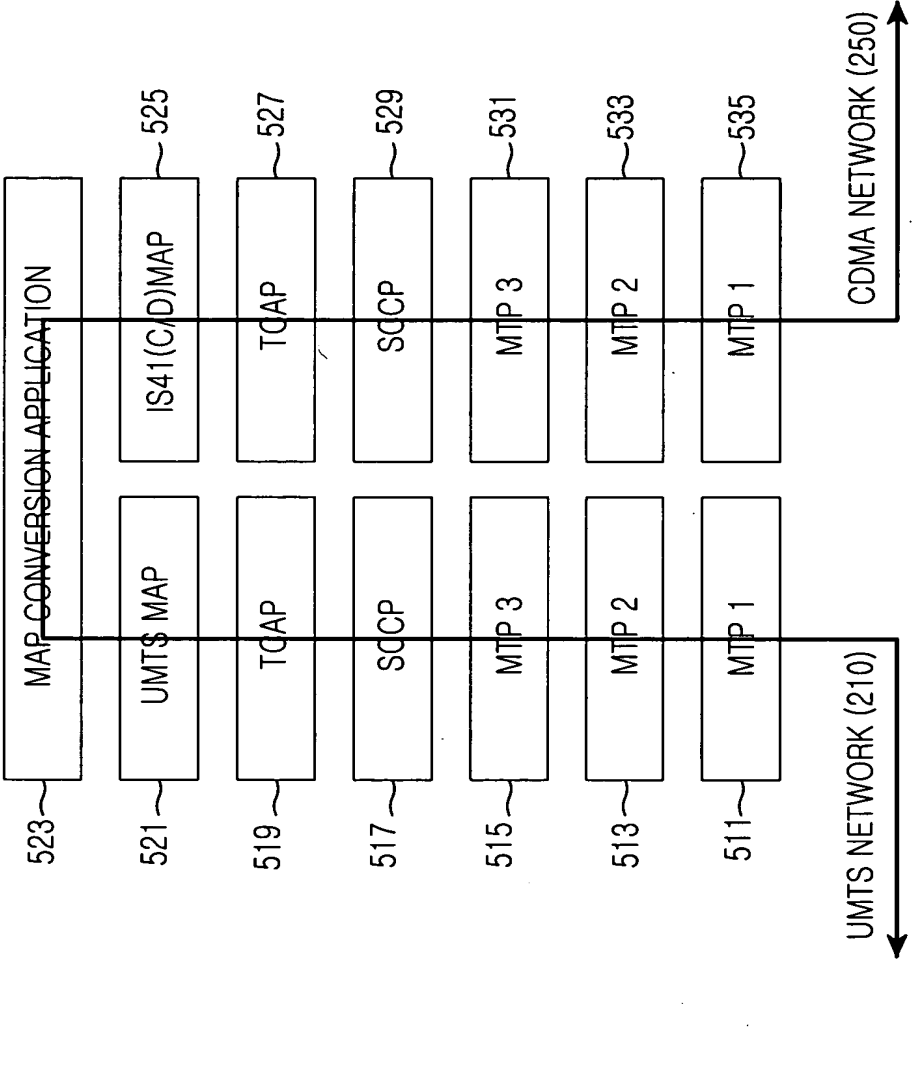 523 MAP CONVERSION APPLICATION
521 UMTS MAP IS41(C/D)MAP 525
519 TCAP TCAP 527
517 SCCP SCCP 529
515 MTP 3 MTP 3 531
513 MTP 2 MTP 2 533
511 MTP 1 MTP 1 535
UMTS NETWORK (210) CDMA NETWORK (250)